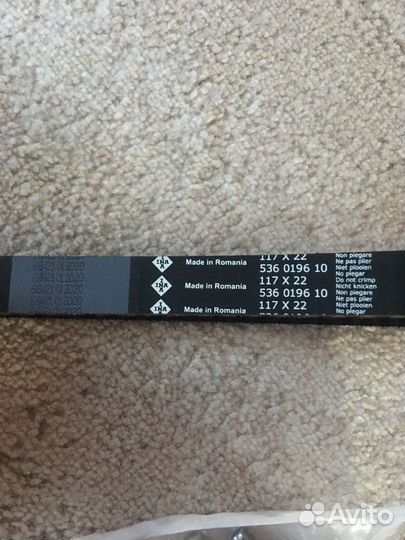 117 X 22
Non piegare
Ne pas plier
INA
Made in Romania
536 0196 10
Niet plooien
No plegar
117 X 22
Do not crimp
Nicht knicken
INA
Made in Romania
536 0196 10
Non piegare
Ne pas plier
117 X 22
Niet plooien
No plegar
INA
Made in Romania
Avito